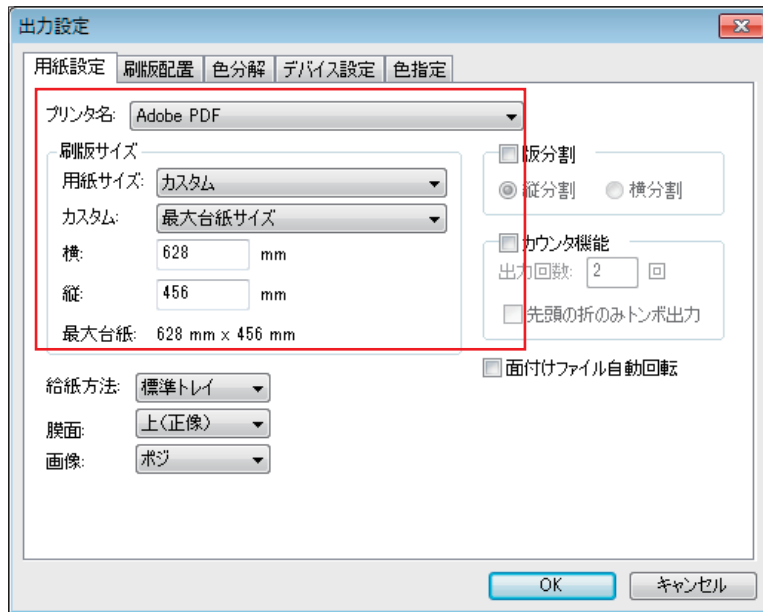 出力設定
用紙設定 刷版配置 色分解 デバイス設定 色指定
プリンタ名: Adobe PDF
刷版サイズ
用紙サイズ: カスタム
カスタム: 最大台紙サイズ
横: 628 mm
縦: 456 mm
最大台紙: 628 mm x 456 mm
給紙方法: 標準トレイ
膜面: 上(正像)
画像: ポジ
版分割
縦分割 横分割
カウンタ機能
出力回数: 2 回
先頭の折のみトンボ出力
面付けファイル自動回転
OK キャンセル